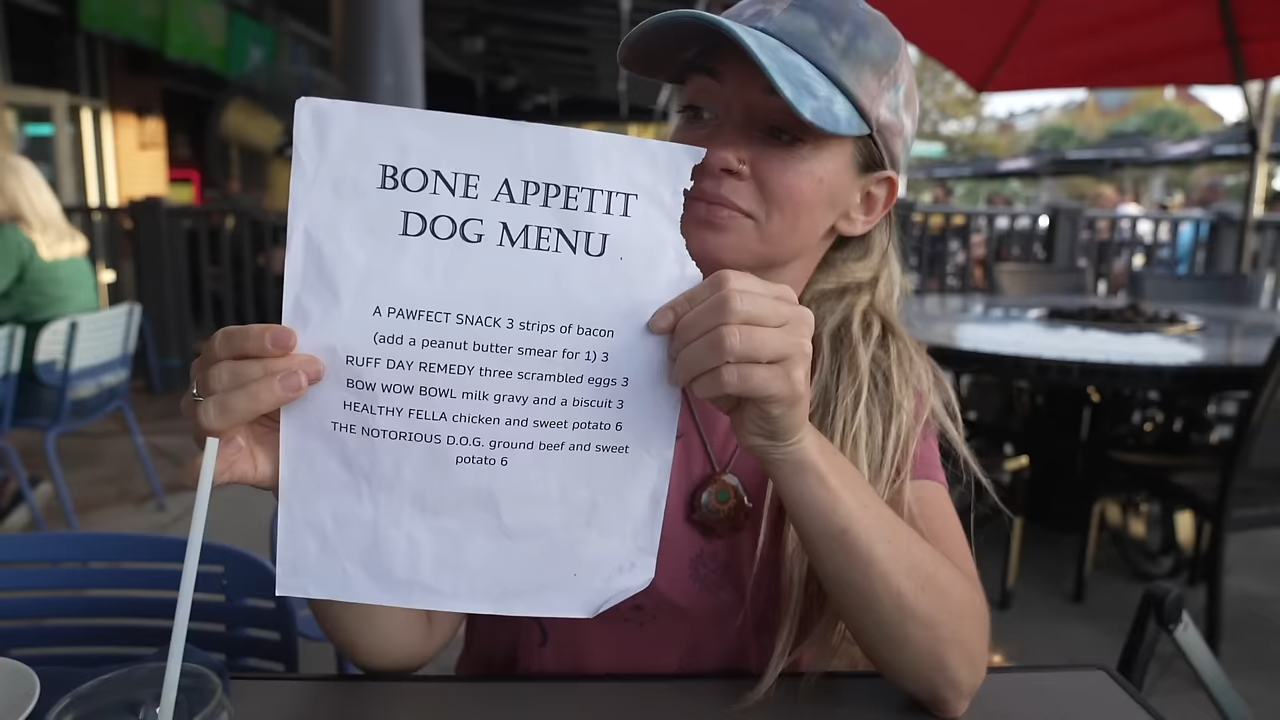 BONE APPETIT
DOG MENU
A PAWFECT SNACK 3 strips of bacon
(add a peanut butter smear for 1) 3
RUFF DAY REMEDY three scrambled eggs 3
BOW WOW BOWL milk gravy and a biscuit 3
HEALTHY FELLA chicken and sweet potato 6
THE NOTORIOUS D.O.G. ground beef and sweet
potato 6